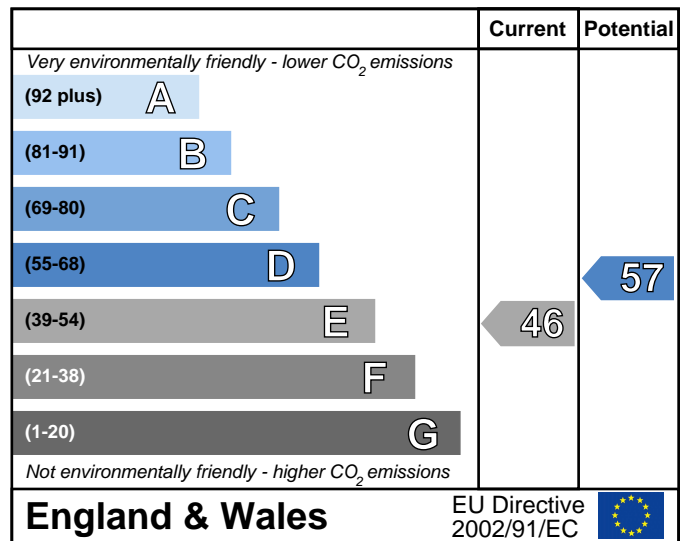 Current Potential
Very environmentally friendly - lower CO2 emissions
(92 plus) A
(81-91) B
(69-80) C
(55-68) D
57
(39-54) E
46
(21-38) F
(1-20) G
Not environmentally friendly - higher CO2 emissions
England & Wales
EU Directive
2002/91/EC